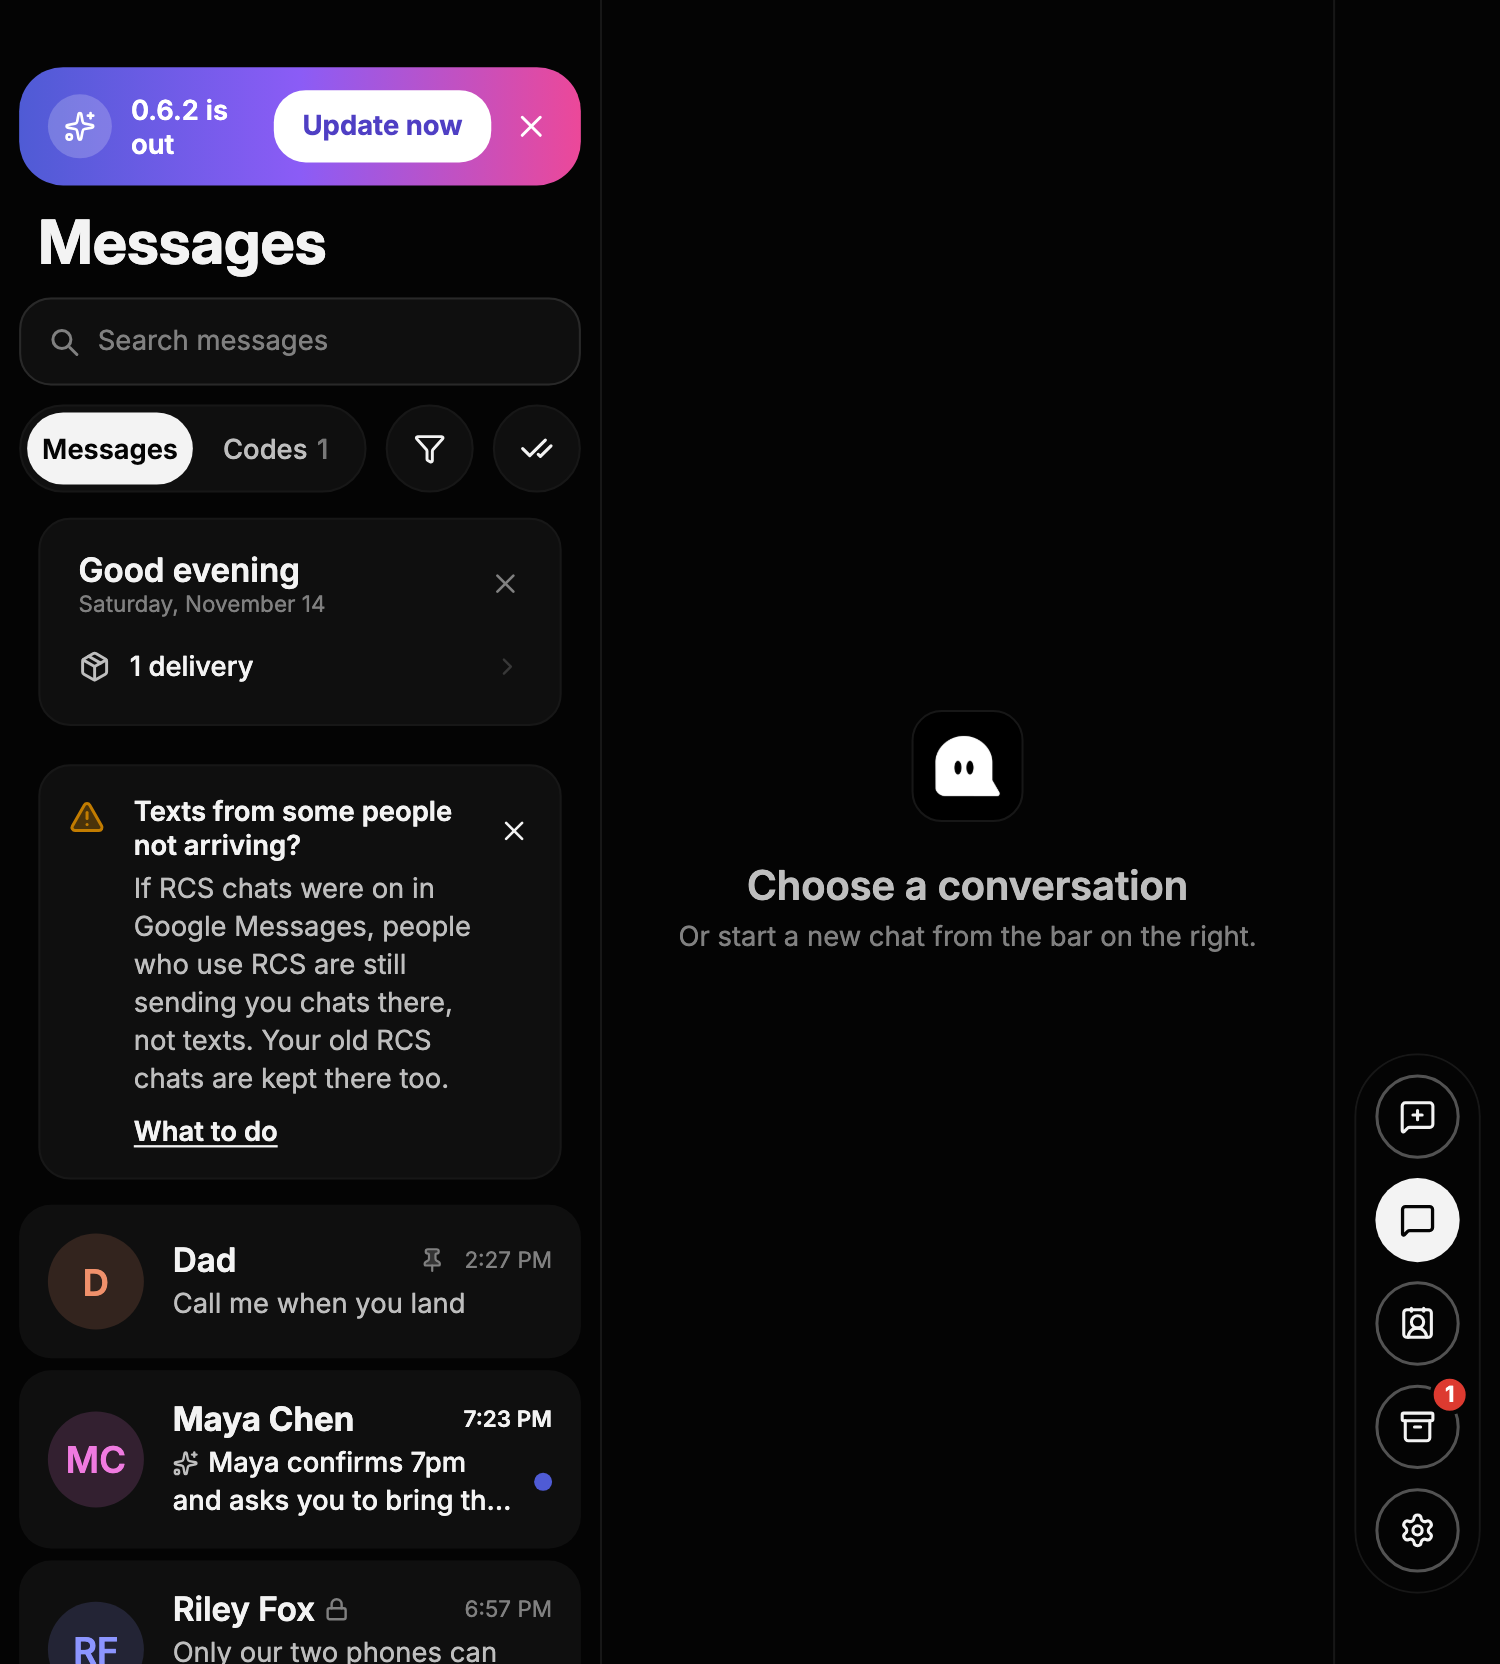 0.6.2 is
out
Update now
Messages
Search messages
Messages
Codes 1
Good evening
Saturday, November 14
1 delivery
Texts from some people
not arriving?
If RCS chats were on in
Google Messages, people
who use RCS are still
sending you chats there,
not texts. Your old RCS
chats are kept there too.
What to do
D
Dad
2:27 PM
Call me when you land
MC
Maya Chen
7:23 PM
Maya confirms 7pm
and asks you to bring th...
RF
Riley Fox
6:57 PM
Only our two phones can
Choose a conversation
Or start a new chat from the bar on the right.
1